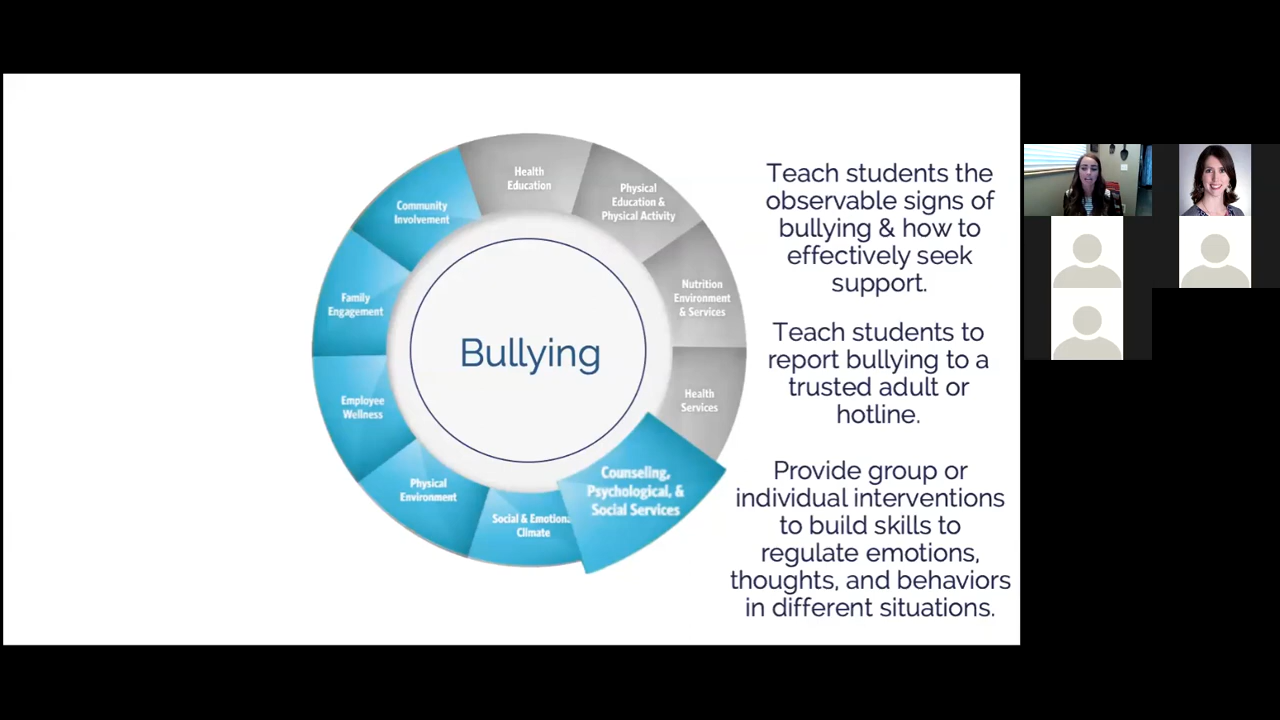 Health
Education
Physical
Education &
Physical Activity
Nutrition
Environment
& Services
Health
Services
Counseling,
Psychological, &
Social Services
Social & Emotiona
Climate
Physical
Environment
Employee
Wellness
Family
Engagement
Community
Involvement
Bullying
Teach students the
observable signs of
bullying & how to
effectively seek
support.
Teach students to
report bullying to a
trusted adult or
hotline.
Provide group or
individual interventions
to build skills to
regulate emotions,
thoughts, and behaviors
in different situations.